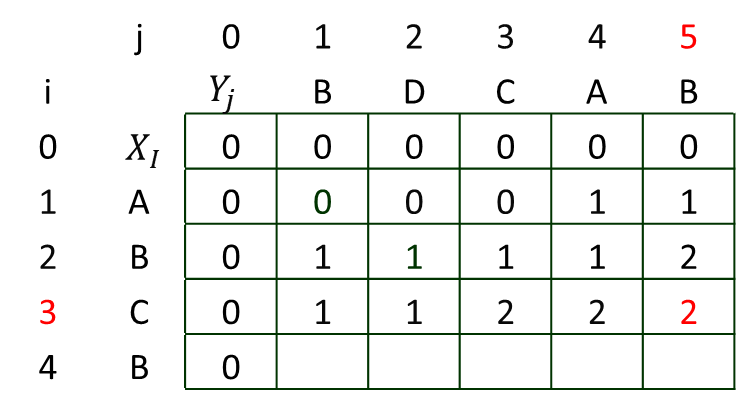 j 0 1 2 3 4 5
i Yj B D C A B
0 XI 0 0 0 0 0 0
1 A 0 0 0 0 1 1
2 B 0 1 1 1 1 2
3 C 0 1 1 2 2 2
4 B 0